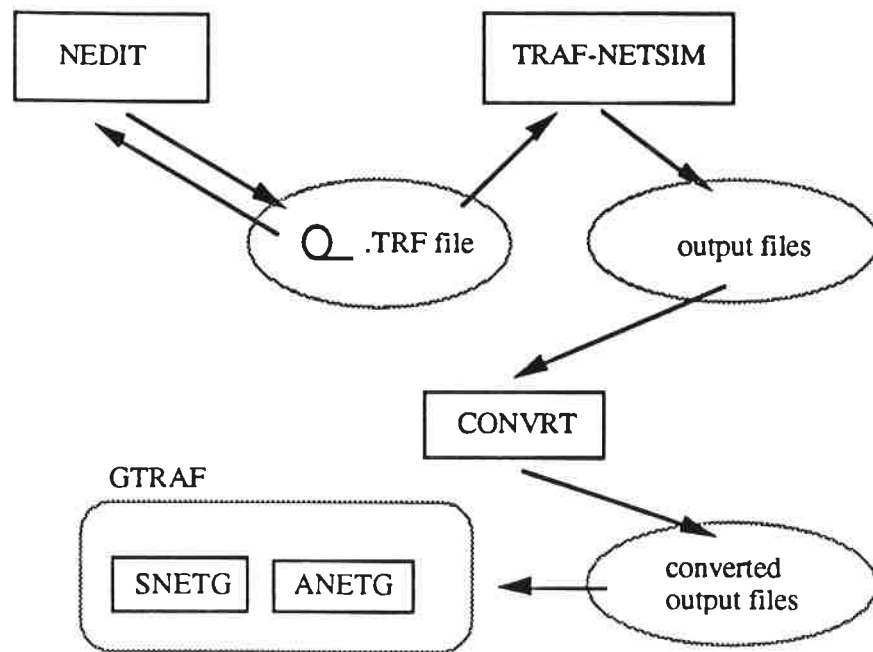 NEDIT
TRAF-NETSIM
.TRF file
output files
CONVRT
GTRAF
SNETG
ANETG
converted
output files